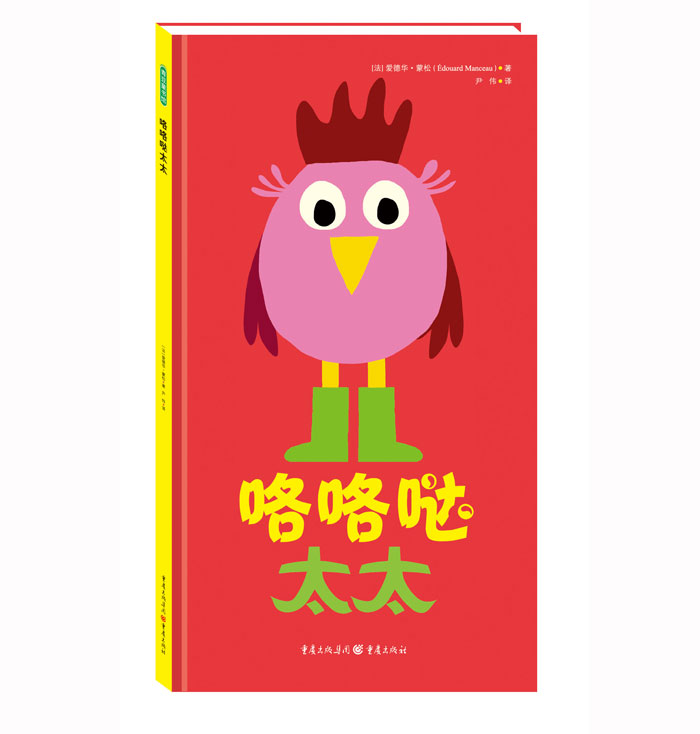 [法] 爱德华·蒙松 ( Édouard Manceau ) 著
尹 伟 译
咯咯哒
太太
重庆出版集团 重庆出版社
咯咯哒太太